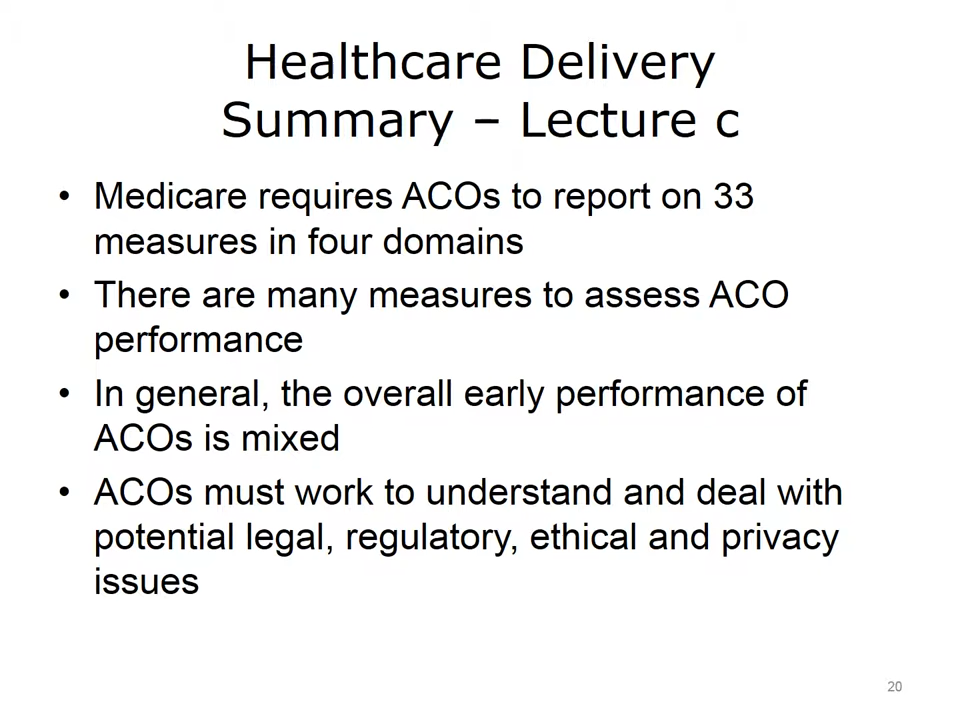 Healthcare Delivery
Summary – Lecture c
• Medicare requires ACOs to report on 33
measures in four domains
• There are many measures to assess ACO
performance
• In general, the overall early performance of
ACOs is mixed
• ACOs must work to understand and deal with
potential legal, regulatory, ethical and privacy
issues
20